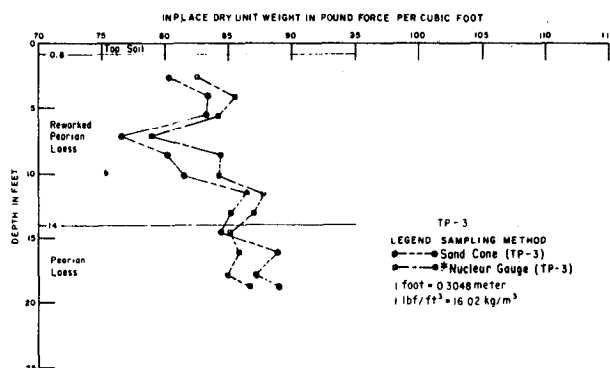 INPLACE DRY UNIT WEIGHT IN POUND FORCE PER CUBIC FOOT
70 75 80 85 90 95 100 105 110 11
0
0.8
Top Soil
5
Reworked
Peorian
Loess
10
DEPTH IN FEET
14
15
Peorian
Loess
20
25
TP-3
LEGEND SAMPLING METHOD
Sand Cone (TP-3)
*Nuclear Gauge (TP-3)
1 foot = 0.3048 meter
1 lbf/ft³ = 16.02 kg/m³